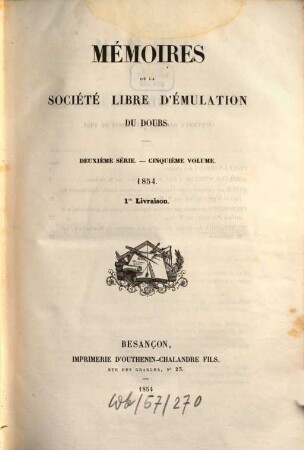 MÉMOIRES
DE LA
SOCIÉTÉ LIBRE D'ÉMULATION
DU DOUBS.
DEUXIÈME SÉRIE. — CINQUIÈME VOLUME.
1854.
1re Livraison.
BESANÇON,
IMPRIMERIE D'OUTHENIN-CHALANDRE FILS,
RUE DES GRANGES, N° 23.
1854
Wb/57/270